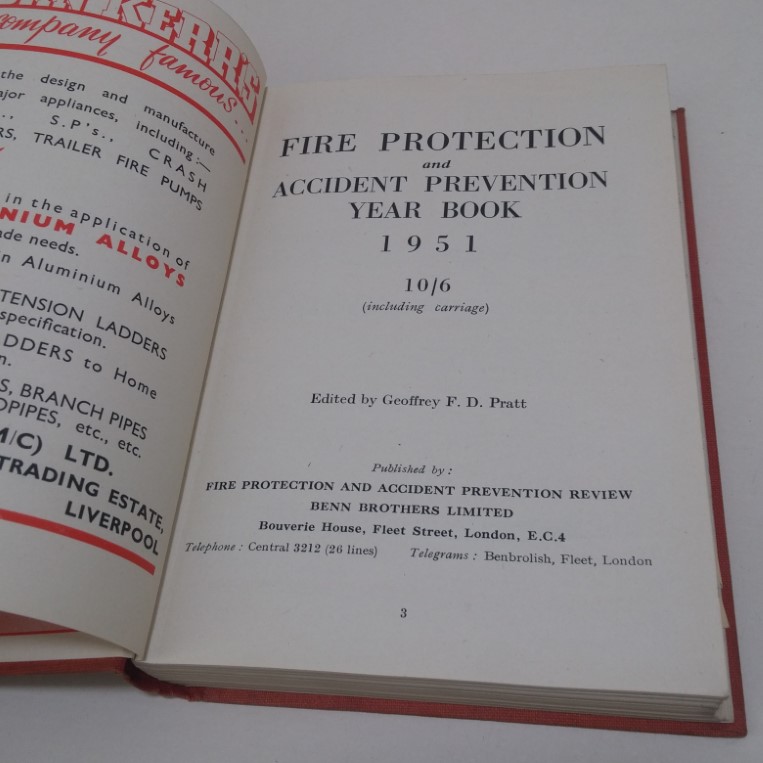 KERRS
company famous...
the design and manufacture
major appliances, including:—
S.P's., CRASH
TRAILER FIRE PUMPS
in the application of
ALLOYS
needs.
in Aluminium Alloys
LADDERS
specification.
to Home
BRANCH PIPES
etc., etc.
LTD.
TRADING ESTATE,
LIVERPOOL
FIRE PROTECTION
and
ACCIDENT PREVENTION
YEAR BOOK
1951
10/6
(including carriage)
Edited by Geoffrey F. D. Pratt
Published by :
FIRE PROTECTION AND ACCIDENT PREVENTION REVIEW
BENN BROTHERS LIMITED
Bouverie House, Fleet Street, London, E.C.4
Telephone : Central 3212 (26 lines) Telegrams : Benbrolish, Fleet, London
3